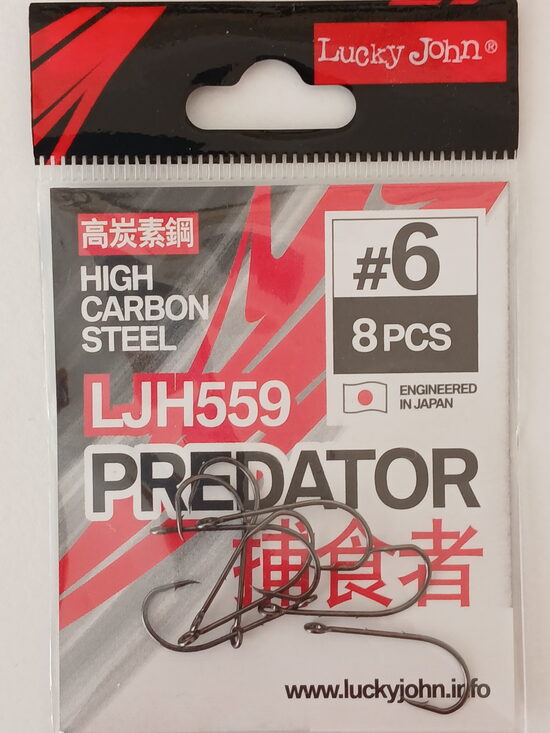 Lucky John®
高炭素鋼
HIGH
CARBON
STEEL
#6
8 PCS
ENGINEERED
IN JAPAN
LJH559
PREDATOR
捕食者
www.luckyjohn.info